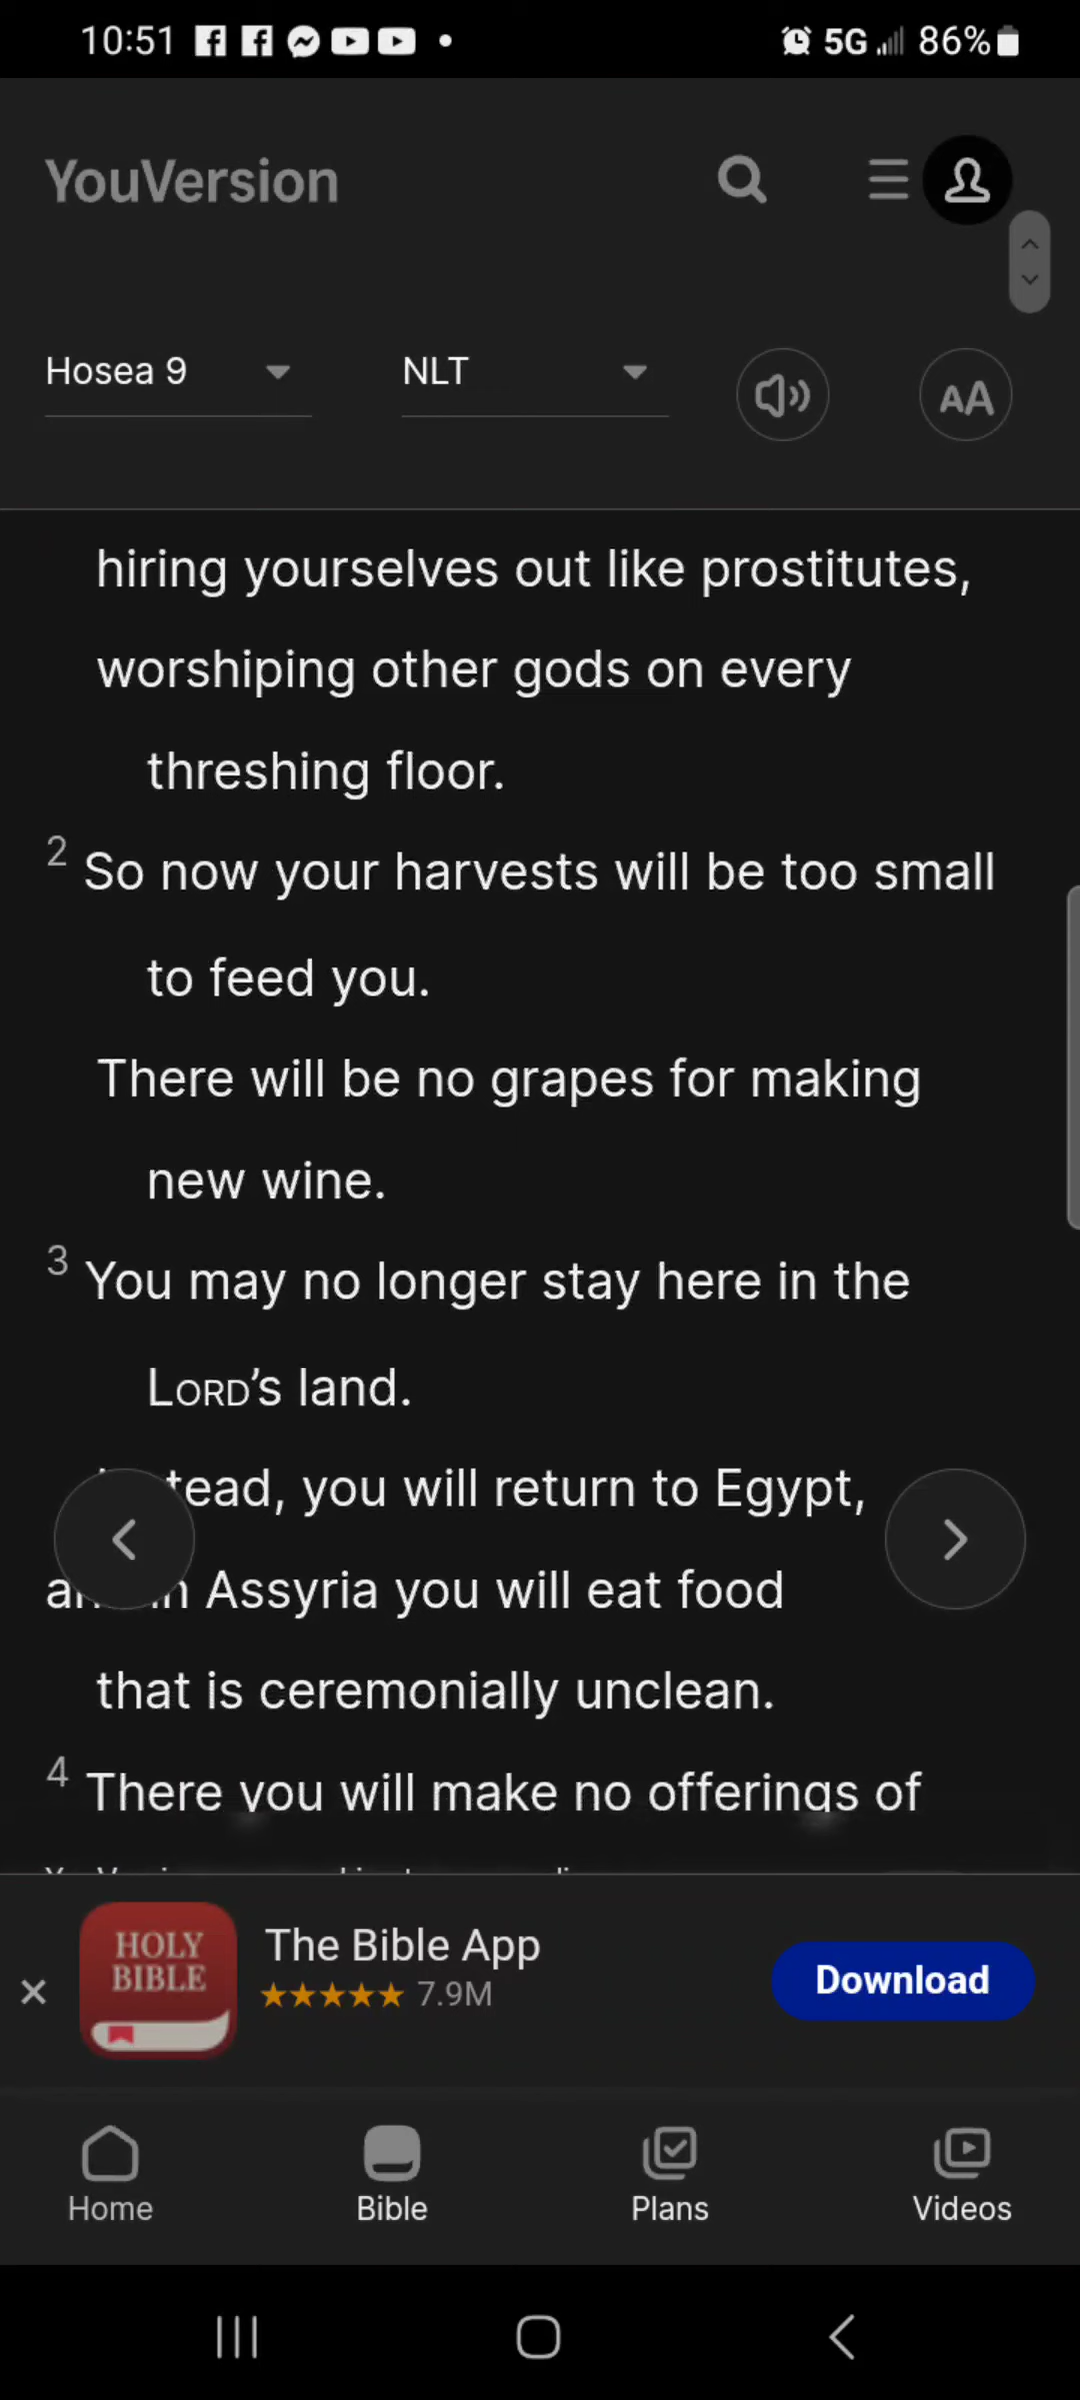 10:51 5G 86%
YouVersion
Hosea 9 NLT AA
hiring yourselves out like prostitutes,
worshiping other gods on every
threshing floor.
2 So now your harvests will be too small
to feed you.
There will be no grapes for making
new wine.
3 You may no longer stay here in the
LORD’s land.
you will return to Egypt,
Assyria you will eat food
that is ceremonially unclean.
4 There you will make no offerings of
HOLY
BIBLE
The Bible App
7.9M
Download
Home Bible Plans Videos